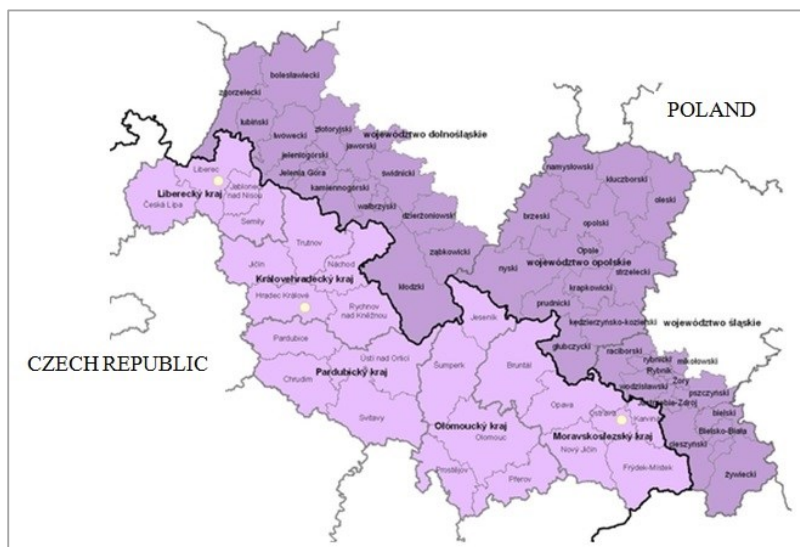 bolesławiecki
zgorzelecki
POLAND
lubiński
lwówecki
złotoryjski
województwo dolnośląskie
jaworski
jeleniogórski
namysłowski
kluczborski
Liberec
Jelenia Góra
świdnicki
oleski
Liberecký kraj
Jablonec
nad Nisou
kamiennogórski
Česká Lípa
wałbrzyski
dzierżoniowski
brzeski
opolski
Semily
Trutnov
ząbkowicki
Opole
Jičín
Náchod
nyski
województwo opolskie
strzelecki
Královehradecký kraj
kłodzki
krapkowicki
Hradec Králové
Rychnov
nad Kněžnou
prudnicki
Jeseník
kędzierzyńsko-kozielski
województwo śląskie
Pardubice
głubczycki
raciborski
rybnicki
mikołowski
CZECH REPUBLIC
Ústí nad Orlicí
Šumperk
Bruntál
Rybnik
Pardubický kraj
wodzisławski
Żory
pszczyński
Chrudim
Jastrzębie-Zdrój
Opava
Ostrava
Karviná
bielski
Svitavy
Olomoucký kraj
Bielsko-Biała
Olomouc
Moravskoslezský kraj
cieszyński
Nový Jičín
Prostějov
Přerov
Frýdek-Místek
żywiecki